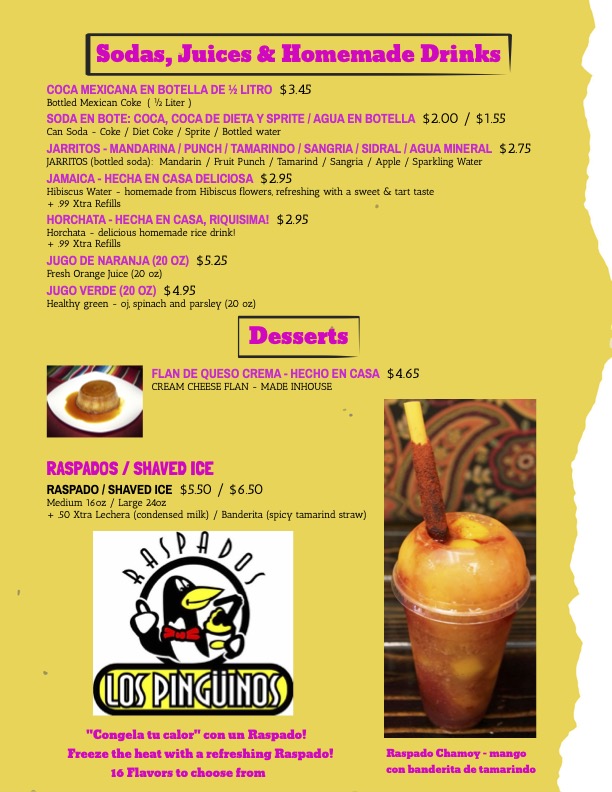 Sodas, Juices & Homemade Drinks
COCA MEXICANA EN BOTELLA DE ½ LITRO $3.45
Bottled Mexican Coke ( ½ Liter )
SODA EN BOTE: COCA, COCA DE DIETA Y SPRITE / AGUA EN BOTELLA $2.00 / $1.55
Can Soda - Coke / Diet Coke / Sprite / Bottled water
JARRITOS - MANDARINA / PUNCH / TAMARINDO / SANGRIA / SIDRAL / AGUA MINERAL $2.75
JARRITOS (bottled soda): Mandarin / Fruit Punch / Tamarind / Sangria / Apple / Sparkling Water
JAMAICA - HECHA EN CASA DELICIOSA $2.95
Hibiscus Water - homemade from Hibiscus flowers, refreshing with a sweet & tart taste
+ .99 Xtra Refills
HORCHATA - HECHA EN CASA, RIQUISIMA! $2.95
Horchata - delicious homemade rice drink!
+ .99 Xtra Refills
JUGO DE NARANJA (20 OZ) $5.25
Fresh Orange Juice (20 oz)
JUGO VERDE (20 OZ) $4.95
Healthy green - oj, spinach and parsley (20 oz)
Desserts
FLAN DE QUESO CREMA - HECHO EN CASA $4.65
CREAM CHEESE FLAN - MADE INHOUSE
RASPADOS / SHAVED ICE
RASPADO / SHAVED ICE $5.50 / $6.50
Medium 16oz / Large 24oz
+ .50 Xtra Lechera (condensed milk) / Banderita (spicy tamarind straw)
RASPADOS
LOS PINGÜINOS
"Congela tu calor" con un Raspado!
Freeze the heat with a refreshing Raspado!
16 Flavors to choose from
Raspado Chamoy - mango
con banderita de tamarindo